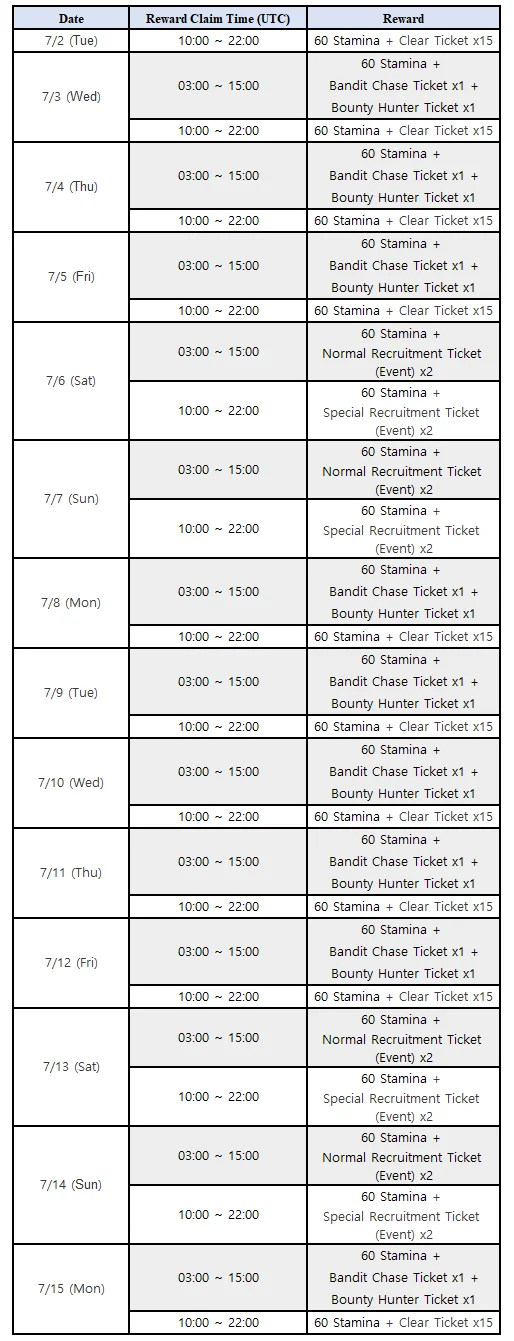 Date Reward Claim Time (UTC) Reward
7/2 (Tue) 10:00 ~ 22:00 60 Stamina + Clear Ticket x15
7/3 (Wed) 03:00 ~ 15:00 60 Stamina +
Bandit Chase Ticket x1 +
Bounty Hunter Ticket x1
10:00 ~ 22:00 60 Stamina + Clear Ticket x15
7/4 (Thu) 03:00 ~ 15:00 60 Stamina +
Bandit Chase Ticket x1 +
Bounty Hunter Ticket x1
10:00 ~ 22:00 60 Stamina + Clear Ticket x15
7/5 (Fri) 03:00 ~ 15:00 60 Stamina +
Bandit Chase Ticket x1 +
Bounty Hunter Ticket x1
10:00 ~ 22:00 60 Stamina + Clear Ticket x15
7/6 (Sat) 03:00 ~ 15:00 60 Stamina +
Normal Recruitment Ticket
(Event) x2
10:00 ~ 22:00 60 Stamina +
Special Recruitment Ticket
(Event) x2
7/7 (Sun) 03:00 ~ 15:00 60 Stamina +
Normal Recruitment Ticket
(Event) x2
10:00 ~ 22:00 60 Stamina +
Special Recruitment Ticket
(Event) x2
7/8 (Mon) 03:00 ~ 15:00 60 Stamina +
Bandit Chase Ticket x1 +
Bounty Hunter Ticket x1
10:00 ~ 22:00 60 Stamina + Clear Ticket x15
7/9 (Tue) 03:00 ~ 15:00 60 Stamina +
Bandit Chase Ticket x1 +
Bounty Hunter Ticket x1
10:00 ~ 22:00 60 Stamina + Clear Ticket x15
7/10 (Wed) 03:00 ~ 15:00 60 Stamina +
Bandit Chase Ticket x1 +
Bounty Hunter Ticket x1
10:00 ~ 22:00 60 Stamina + Clear Ticket x15
7/11 (Thu) 03:00 ~ 15:00 60 Stamina +
Bandit Chase Ticket x1 +
Bounty Hunter Ticket x1
10:00 ~ 22:00 60 Stamina + Clear Ticket x15
7/12 (Fri) 03:00 ~ 15:00 60 Stamina +
Bandit Chase Ticket x1 +
Bounty Hunter Ticket x1
10:00 ~ 22:00 60 Stamina + Clear Ticket x15
7/13 (Sat) 03:00 ~ 15:00 60 Stamina +
Normal Recruitment Ticket
(Event) x2
10:00 ~ 22:00 60 Stamina +
Special Recruitment Ticket
(Event) x2
7/14 (Sun) 03:00 ~ 15:00 60 Stamina +
Normal Recruitment Ticket
(Event) x2
10:00 ~ 22:00 60 Stamina +
Special Recruitment Ticket
(Event) x2
7/15 (Mon) 03:00 ~ 15:00 60 Stamina +
Bandit Chase Ticket x1 +
Bounty Hunter Ticket x1
10:00 ~ 22:00 60 Stamina + Clear Ticket x15